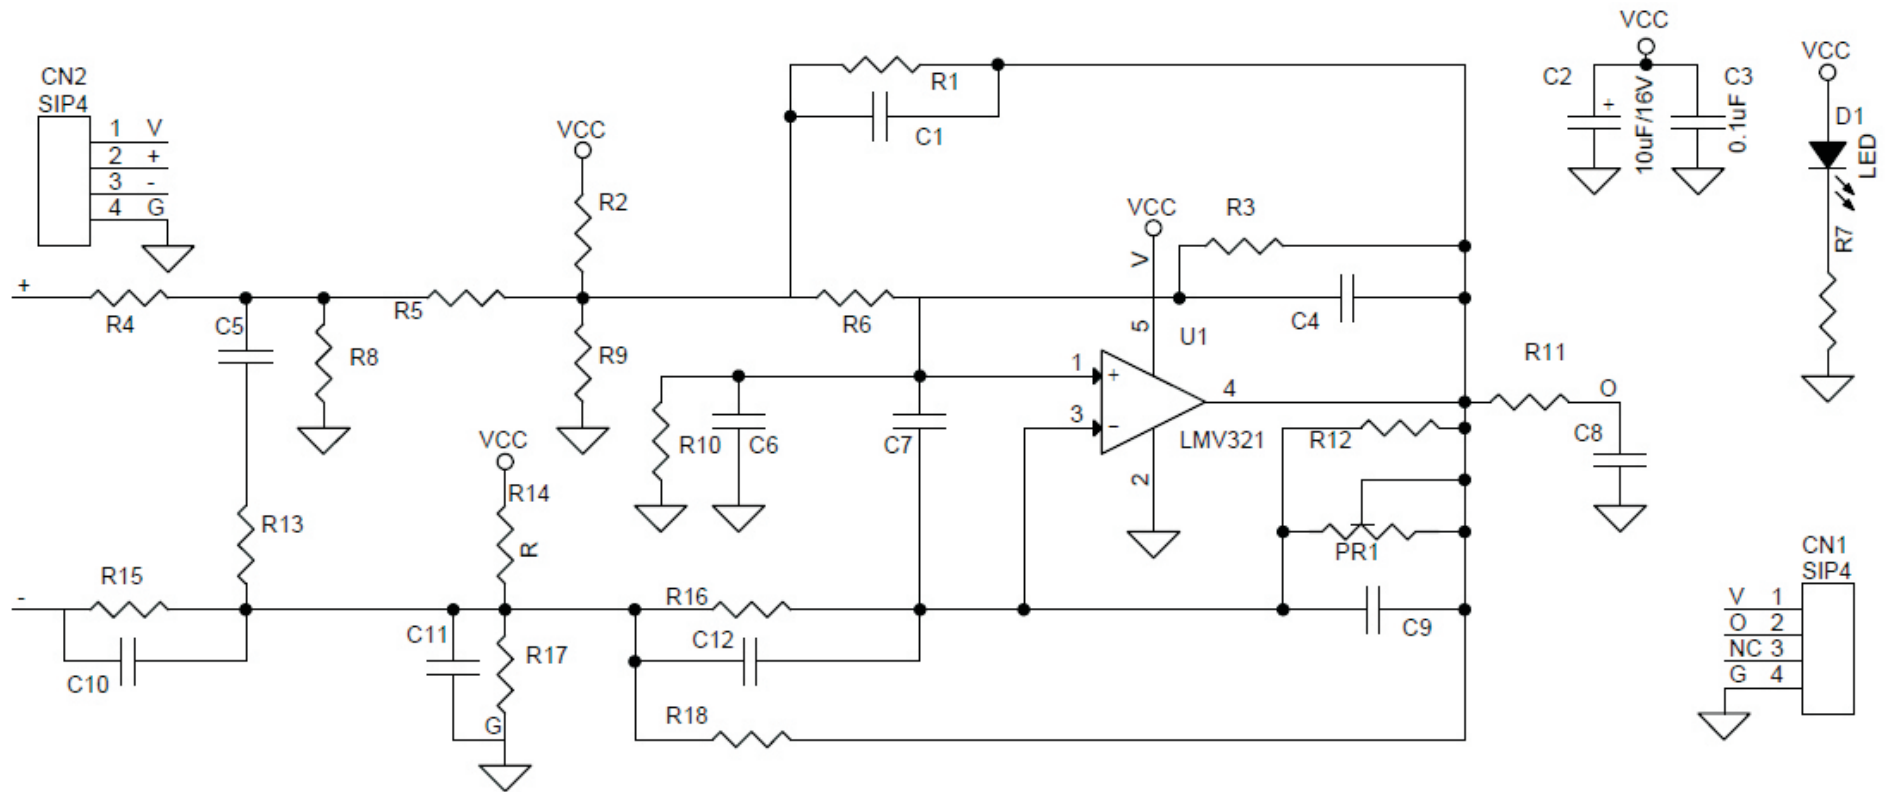 CN2
SIP4
1 V
2 +
3 -
4 G
+
R4
C5
R8
R5
VCC
R2
R9
R1
C1
R6
VCC
V
5
R3
C4
U1
1
+
3
−
4
LMV321
2
R10
C6
C7
R12
PR1
R11
O
C8
VCC
C2
+
10uF/16V
C3
0.1uF
VCC
D1
LED
R7
VCC
R14
R
R13
-
R15
C10
C11
R17
G
R16
C12
R18
C9
CN1
SIP4
V 1
O 2
NC 3
G 4